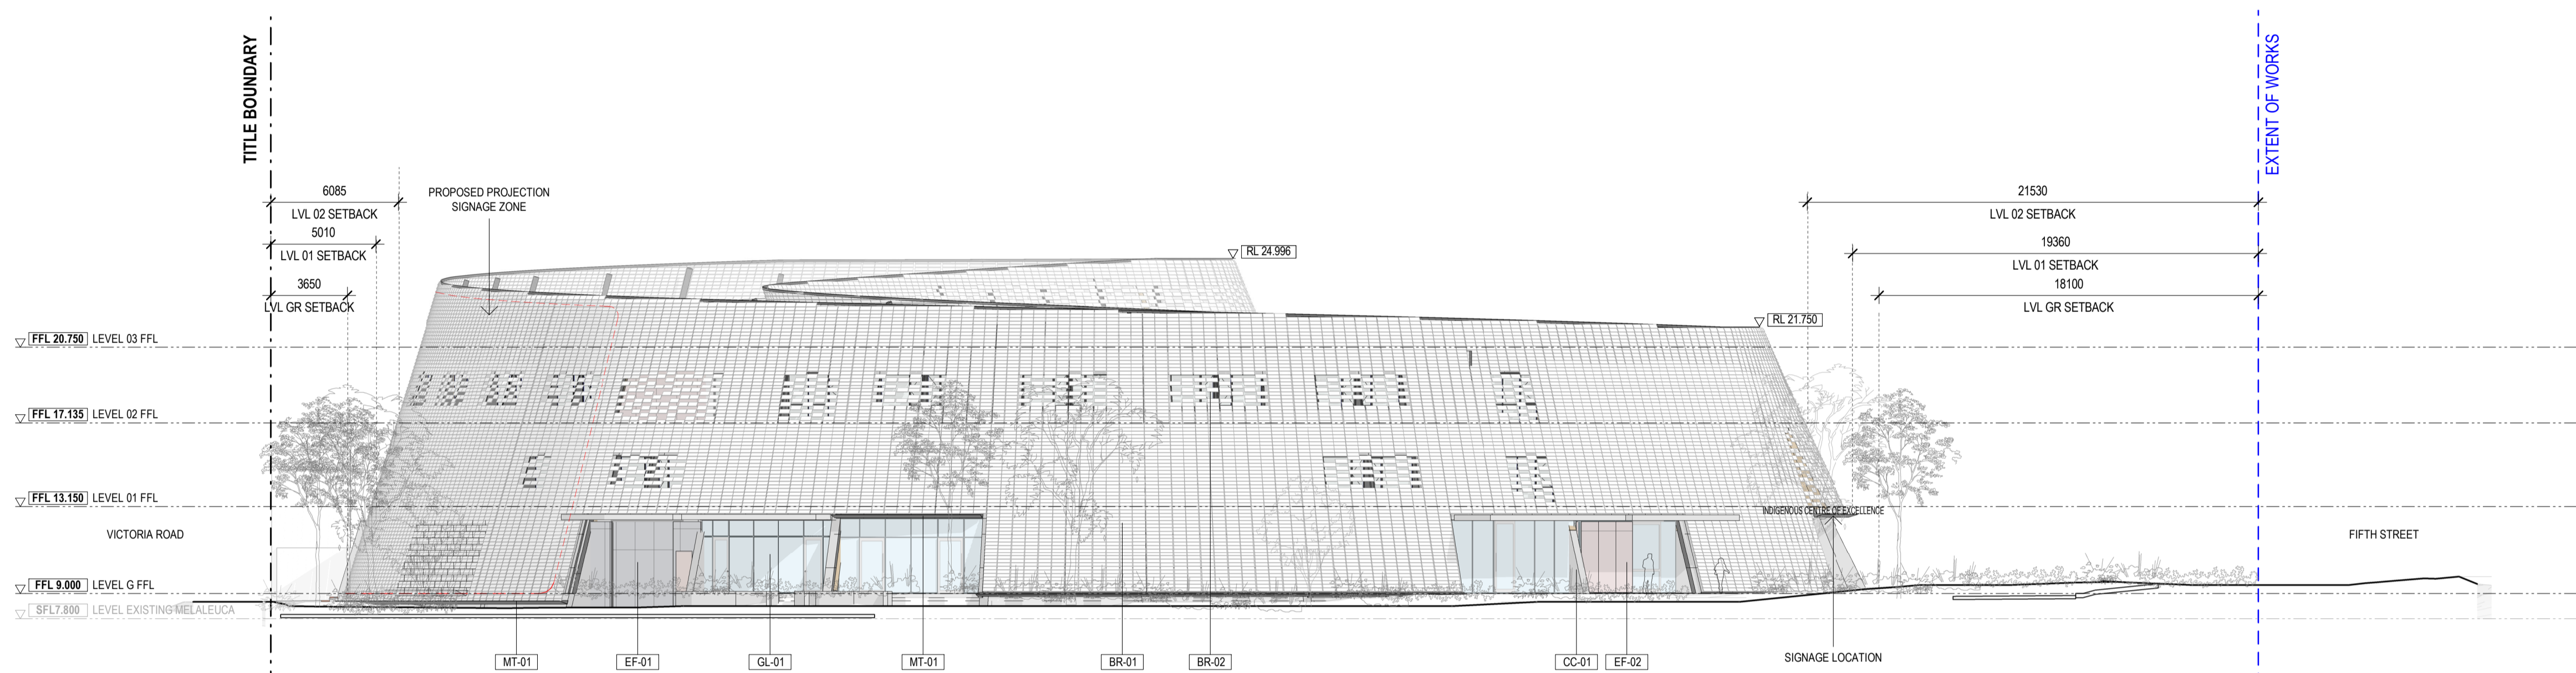 TITLE BOUNDARY
EXTENT OF WORKS
6085
LVL 02 SETBACK
5010
LVL 01 SETBACK
3650
LVL GR SETBACK
PROPOSED PROJECTION
SIGNAGE ZONE
RL 24.996
RL 21.750
21530
LVL 02 SETBACK
19360
LVL 01 SETBACK
18100
LVL GR SETBACK
FFL 20.750 LEVEL 03 FFL
FFL 17.135 LEVEL 02 FFL
FFL 13.150 LEVEL 01 FFL
INDIGENOUS CENTRE OF EXCELLENCE
VICTORIA ROAD
FIFTH STREET
FFL 9.000 LEVEL G FFL
SFL7.800 LEVEL EXISTING MELALEUCA
MT-01
EF-01
GL-01
MT-01
BR-01
BR-02
CC-01
EF-02
SIGNAGE LOCATION